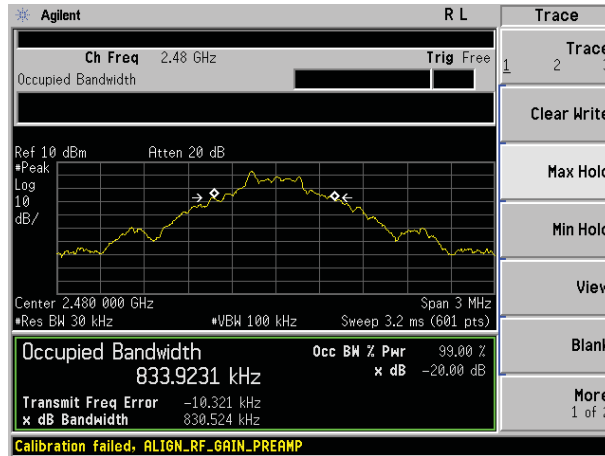 Agilent R L Trace
Ch Freq 2.48 GHz Trig Free
Occupied Bandwidth
Trace
1 2 3
Clear Write
Max Hold
Min Hold
View
Blank
More
1 of 2
Ref 10 dBm Atten 20 dB
#Peak
Log
10
dB/
Center 2.480 000 GHz Span 3 MHz
#Res BW 30 kHz #VBW 100 kHz Sweep 3.2 ms (601 pts)
Occupied Bandwidth Occ BW % Pwr 99.00 %
833.9231 kHz x dB -20.00 dB
Transmit Freq Error -10.321 kHz
x dB Bandwidth 830.524 kHz
Calibration failed, ALIGN_RF_GAIN_PREAMP